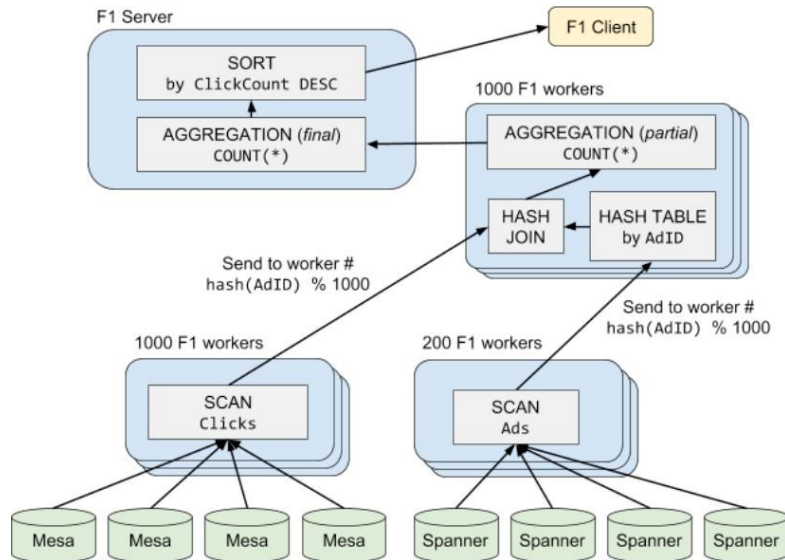 F1 Server
F1 Client
SORT
by ClickCount DESC
1000 F1 workers
AGGREGATION (final)
COUNT(*)
AGGREGATION (partial)
COUNT(*)
HASH
JOIN
HASH TABLE
by AdID
Send to worker #
hash(AdID) % 1000
Send to worker #
hash(AdID) % 1000
1000 F1 workers
200 F1 workers
SCAN
Clicks
SCAN
Ads
Mesa
Mesa
Mesa
Mesa
Spanner
Spanner
Spanner
Spanner